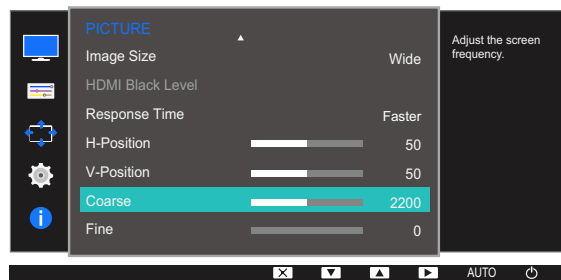 PICTURE
Image Size Wide
HDMI Black Level
Response Time Faster
H-Position 50
V-Position 50
Coarse 2200
Fine 0
Adjust the screen
frequency.
AUTO